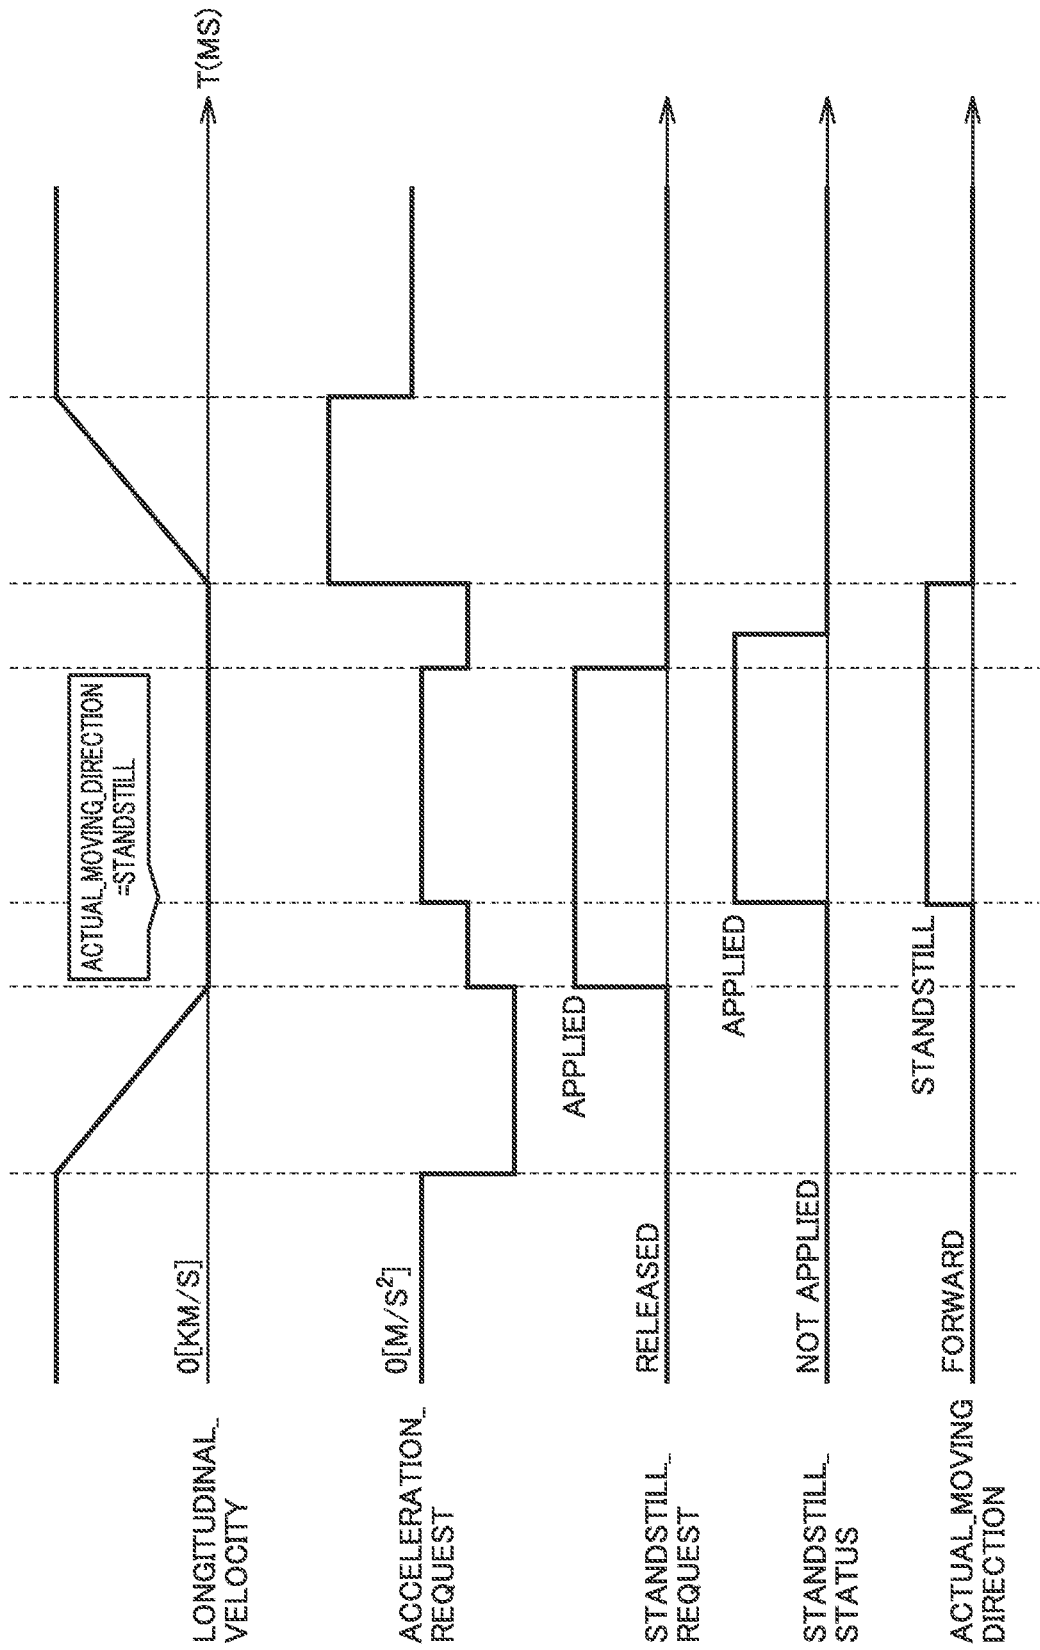 LONGITUDINAL_
VELOCITY
0[KM/S]
T(MS)
ACTUAL_MOVING_DIRECTION
=STANDSTILL
ACCELERATION_
REQUEST
0[M/S²]
STANDSTILL_
REQUEST
RELEASED
APPLIED
STANDSTILL_
STATUS
NOT APPLIED
APPLIED
ACTUAL_MOVING
DIRECTION
FORWARD
STANDSTILL